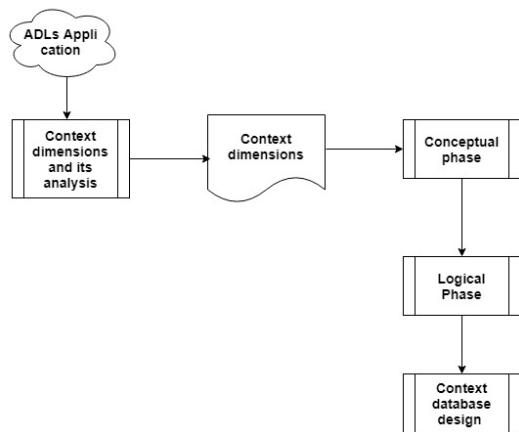 ADLs Appli
cation
Context
dimensions
and its
analysis
Context
dimensions
Conceptual
phase
Logical
Phase
Context
database
design